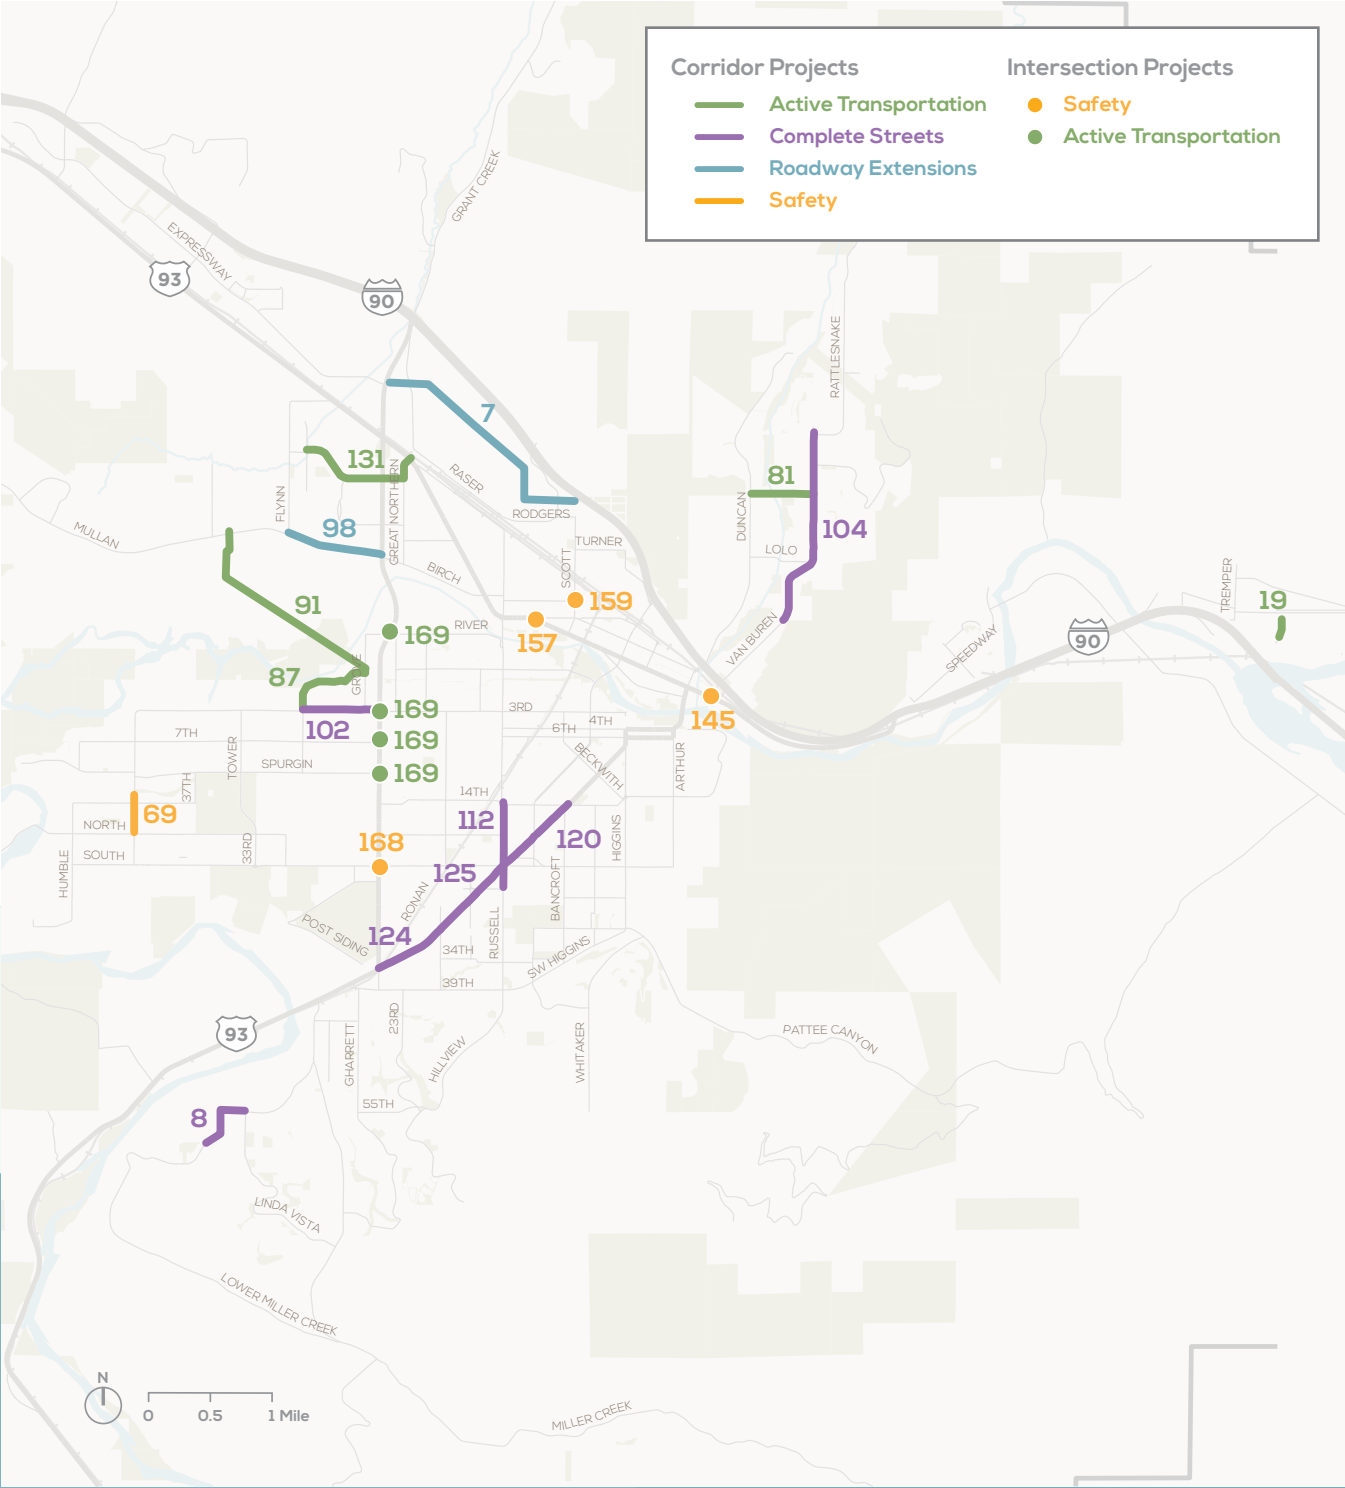 Corridor Projects
Active Transportation
Complete Streets
Roadway Extensions
Safety
Intersection Projects
Safety
Active Transportation
GRANT CREEK
EXPRESSWAY
93
90
RATTLESNAKE
7
131
RASER
81
FLYNN
GREAT NORTHERN
RODGERS
DUNCAN
104
MULLAN
98
TURNER
LOLO
SCOTT
BIRCH
TREMPER
91
159
19
169
RIVER
157
VAN BUREN
SPEEDWAY
90
87
169
3RD
145
102
4TH
6TH
7TH
169
TOWER
BECKWITH
ARTHUR
SPURGIN
169
37TH
14TH
69
NORTH
112
120
HIGGINS
168
33RD
SOUTH
HUMBLE
125
BANCROFT
RONAN
POST SIDING
124
RUSSELL
34TH
SW HIGGINS
39TH
93
23RD
GHARRETT
HILLVIEW
WHITAKER
PATTEE CANYON
8
55TH
LINDA VISTA
LOWER MILLER CREEK
MILLER CREEK
N
0 0.5 1 Mile